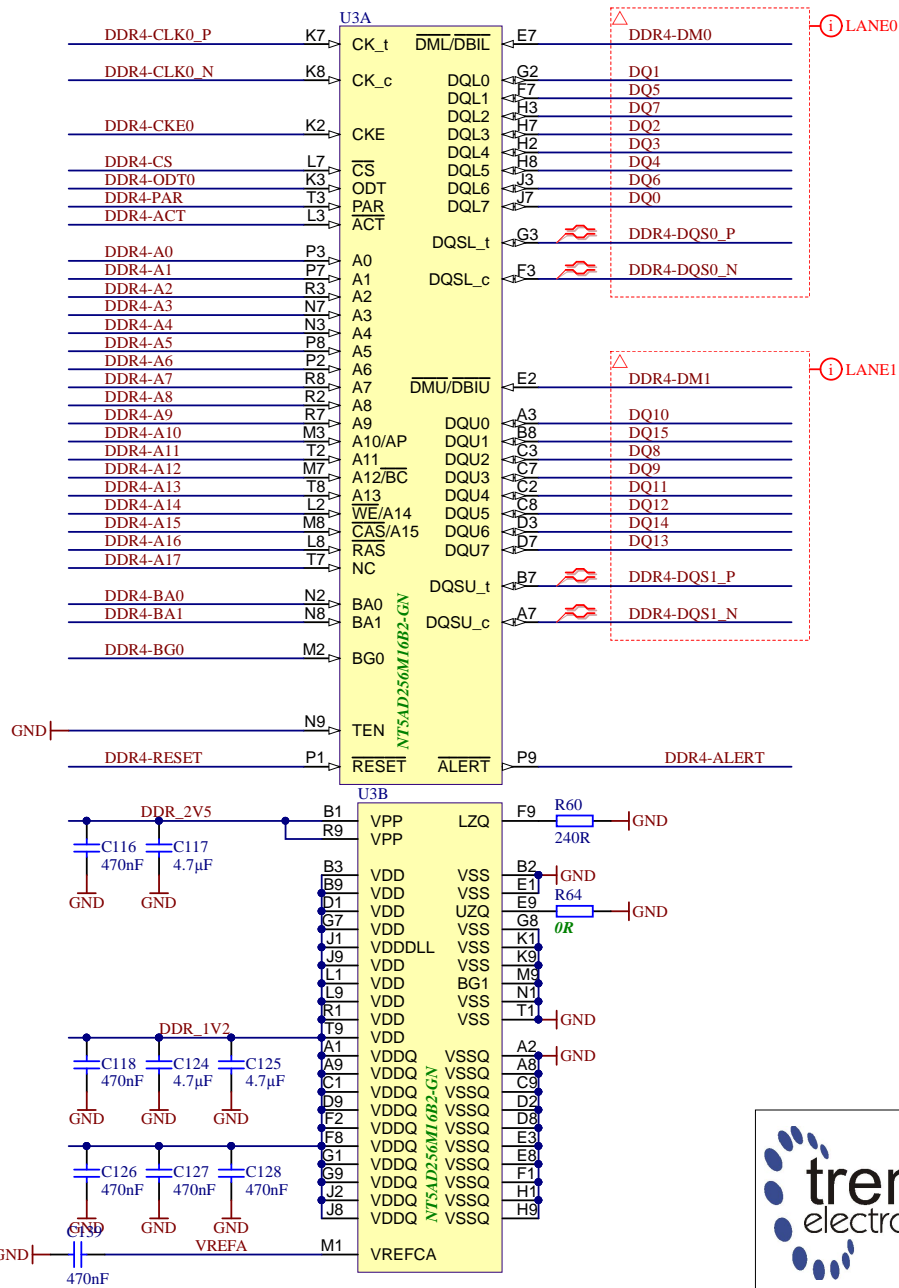 U3A
DDR4-CLK0_P K7 CK_t DML/DBIL E7 DDR4-DM0 LANE0
DDR4-CLK0_N K8 CK_c DQL0 G2 DQ1
DQL1 F7 DQ5
DQL2 H3 DQ7
DDR4-CKE0 K2 CKE DQL3 H7 DQ2
DQL4 H2 DQ3
DDR4-CS L7 CS DQL5 H8 DQ4
DDR4-ODT0 K3 ODT DQL6 J3 DQ6
DDR4-PAR T3 PAR DQL7 J7 DQ0
DDR4-ACT L3 ACT
DQSL_t G3 DDR4-DQS0_P
DDR4-A0 P3 A0
DDR4-A1 P7 A1 DQSL_c F3 DDR4-DQS0_N
DDR4-A2 R3 A2
DDR4-A3 N7 A3
DDR4-A4 N3 A4
DDR4-A5 P8 A5
DDR4-A6 P2 A6 LANE1
DDR4-A7 R8 A7 DMU/DBIU E2 DDR4-DM1
DDR4-A8 R2 A8
DDR4-A9 R7 A9 DQU0 A3 DQ10
DDR4-A10 M3 A10/AP DQU1 B8 DQ15
DDR4-A11 T2 A11 DQU2 C3 DQ8
DDR4-A12 M7 A12/BC DQU3 C7 DQ9
DDR4-A13 T8 A13 DQU4 C2 DQ11
DDR4-A14 L2 WE/A14 DQU5 C8 DQ12
DDR4-A15 M8 CAS/A15 DQU6 D3 DQ14
DDR4-A16 L8 RAS DQU7 D7 DQ13
DDR4-A17 T7 NC
DQSU_t B7 DDR4-DQS1_P
DDR4-BA0 N2 BA0
DDR4-BA1 N8 BA1 DQSU_c A7 DDR4-DQS1_N
DDR4-BG0 M2 BG0
NT5AD256M16B2-GN
GND N9 TEN
DDR4-RESET P1 RESET ALERT P9 DDR4-ALERT
U3B
DDR_2V5 B1 VPP LZQ F9 R60 240R GND
R9 VPP
C116 470nF GND
C117 4.7µF GND
B3 VDD VSS B2 GND
B9 VDD VSS E1
D1 VDD UZQ E9 R64 0R GND
G7 VDD VSS G8
J1 VDDDLL VSS K1
J9 VDD VSS K9
L1 VDD BG1 M9
L9 VDD VSS N1
R1 VDD VSS T1 GND
DDR_1V2 T9 VDD
A1 VDDQ VSSQ A2 GND
A9 VDDQ VSSQ A8
C1 VDDQ VSSQ C9
D9 VDDQ VSSQ D2
F2 VDDQ VSSQ D8
F8 VDDQ VSSQ E3
G1 VDDQ VSSQ E8
G9 VDDQ VSSQ F1
J2 VDDQ VSSQ H1
J8 VDDQ VSSQ H9
C118 470nF GND
C124 4.7µF GND
C125 4.7µF GND
C126 470nF GND
C127 470nF GND
C128 470nF GND
NT5AD256M16B2-GN
GND C139 470nF VREFA M1 VREFCA